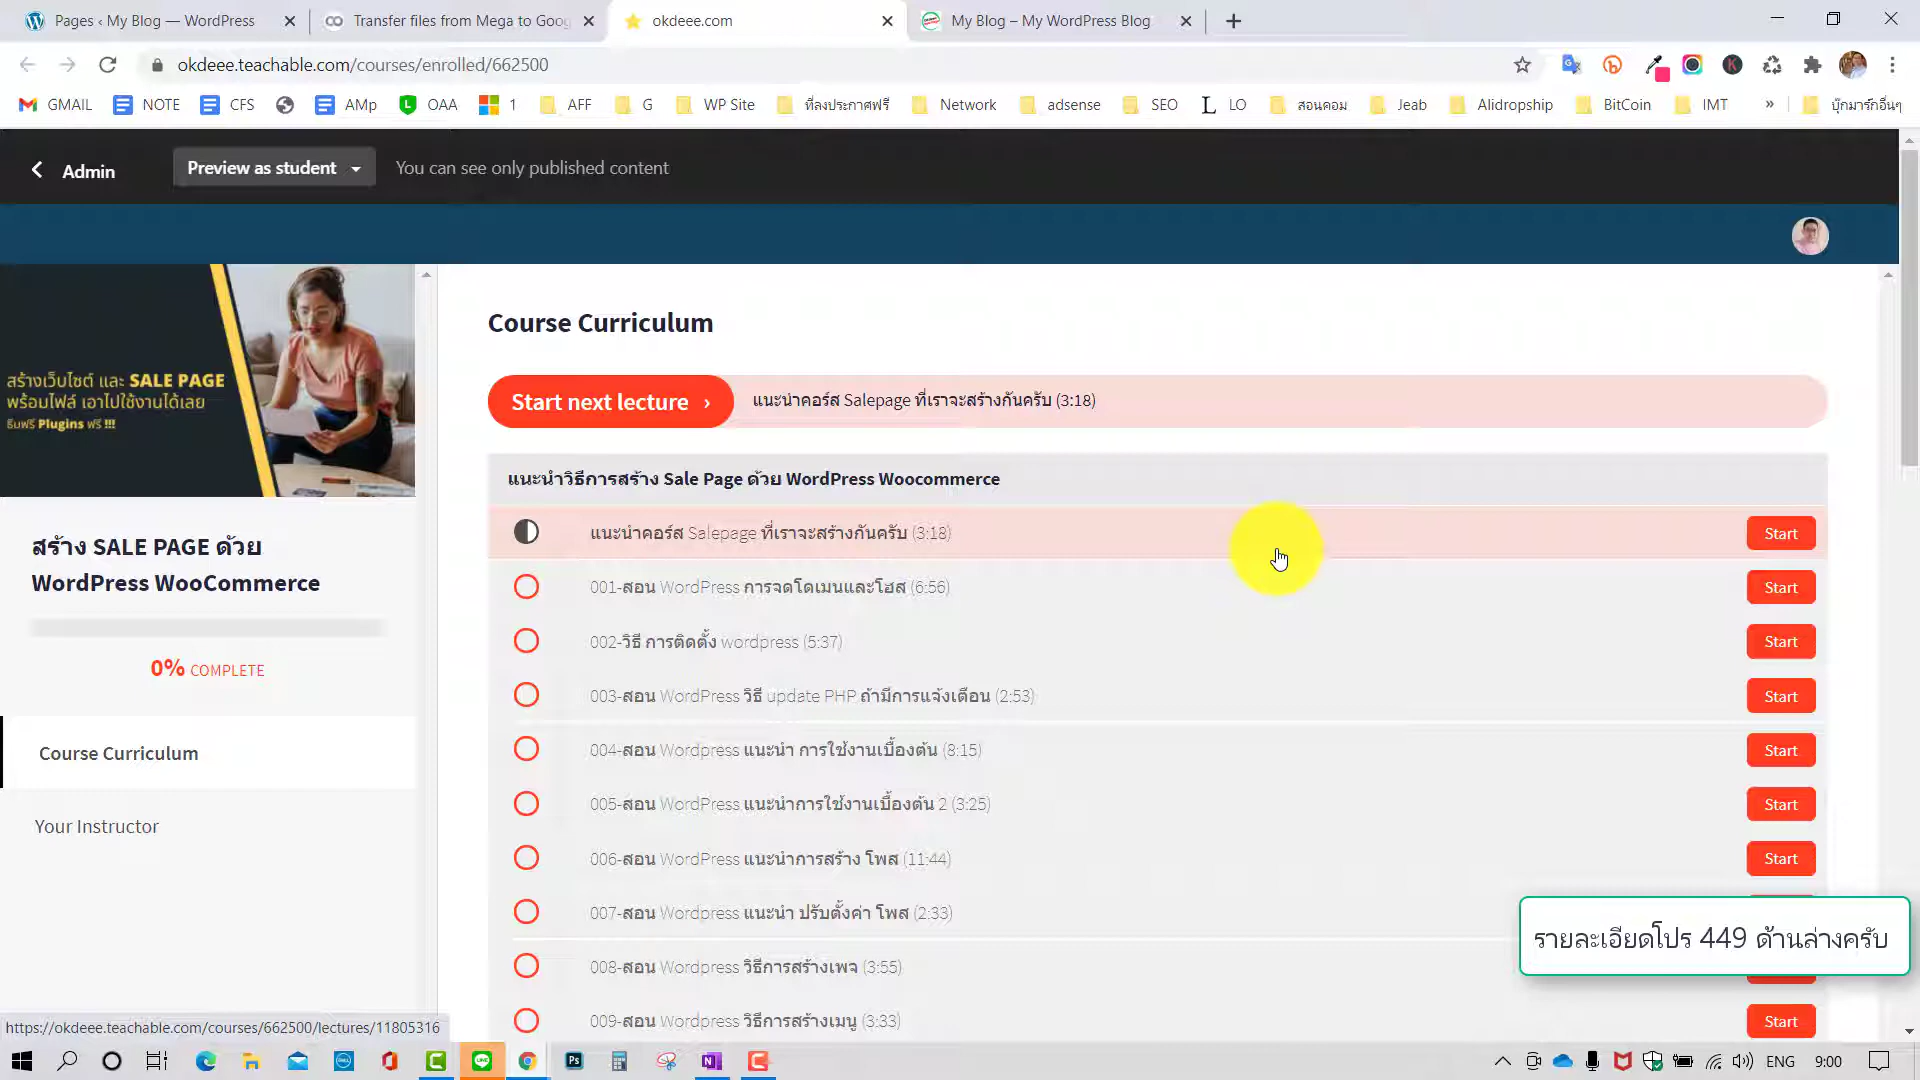 Pages ‹ My Blog — WordPress
Transfer files from Mega to Goog
okdeee.com
My Blog – My WordPress Blog
okdeee.teachable.com/courses/enrolled/662500
GMAIL
NOTE
CFS
AMp
OAA
1
AFF
G
WP Site
ที่ลงประกาศฟรี
Network
adsense
SEO
LO
สอนคอม
Jeab
Alidropship
BitCoin
IMT
»
บุ๊กมาร์กอื่นๆ
Admin
Preview as student
You can see only published content
สร้างเว็บไซต์ และ SALE PAGE
พร้อมไฟล์ เอาไปใช้งานได้เลย
ธีมฟรี Plugins ฟรี !!!
สร้าง SALE PAGE ด้วย
WordPress WooCommerce
0% COMPLETE
Course Curriculum
Your Instructor
Course Curriculum
Start next lecture ›
แนะนำคอร์ส Salepage ที่เราจะสร้างกันครับ (3:18)
แนะนำวิธีการสร้าง Sale Page ด้วย WordPress Woocommerce
แนะนำคอร์ส Salepage ที่เราจะสร้างกันครับ (3:18)
Start
001-สอน WordPress การจดโดเมนและโฮส (6:56)
Start
002-วิธี การติดตั้ง wordpress (5:37)
Start
003-สอน WordPress วิธี update PHP ถ้ามีการแจ้งเตือน (2:53)
Start
004-สอน Wordpress แนะนำ การใช้งานเบื้องต้น (8:15)
Start
005-สอน WordPress แนะนำการใช้งานเบื้องต้น 2 (3:25)
Start
006-สอน WordPress แนะนำการสร้าง โพส (11:44)
Start
007-สอน Wordpress แนะนำ ปรับตั้งค่า โพส (2:33)
008-สอน Wordpress วิธีการสร้างเพจ (3:55)
009-สอน Wordpress วิธีการสร้างเมนู (3:33)
Start
รายละเอียดโปร 449 ด้านล่างครับ
https://okdeee.teachable.com/courses/662500/lectures/11805316
ENG
9:00